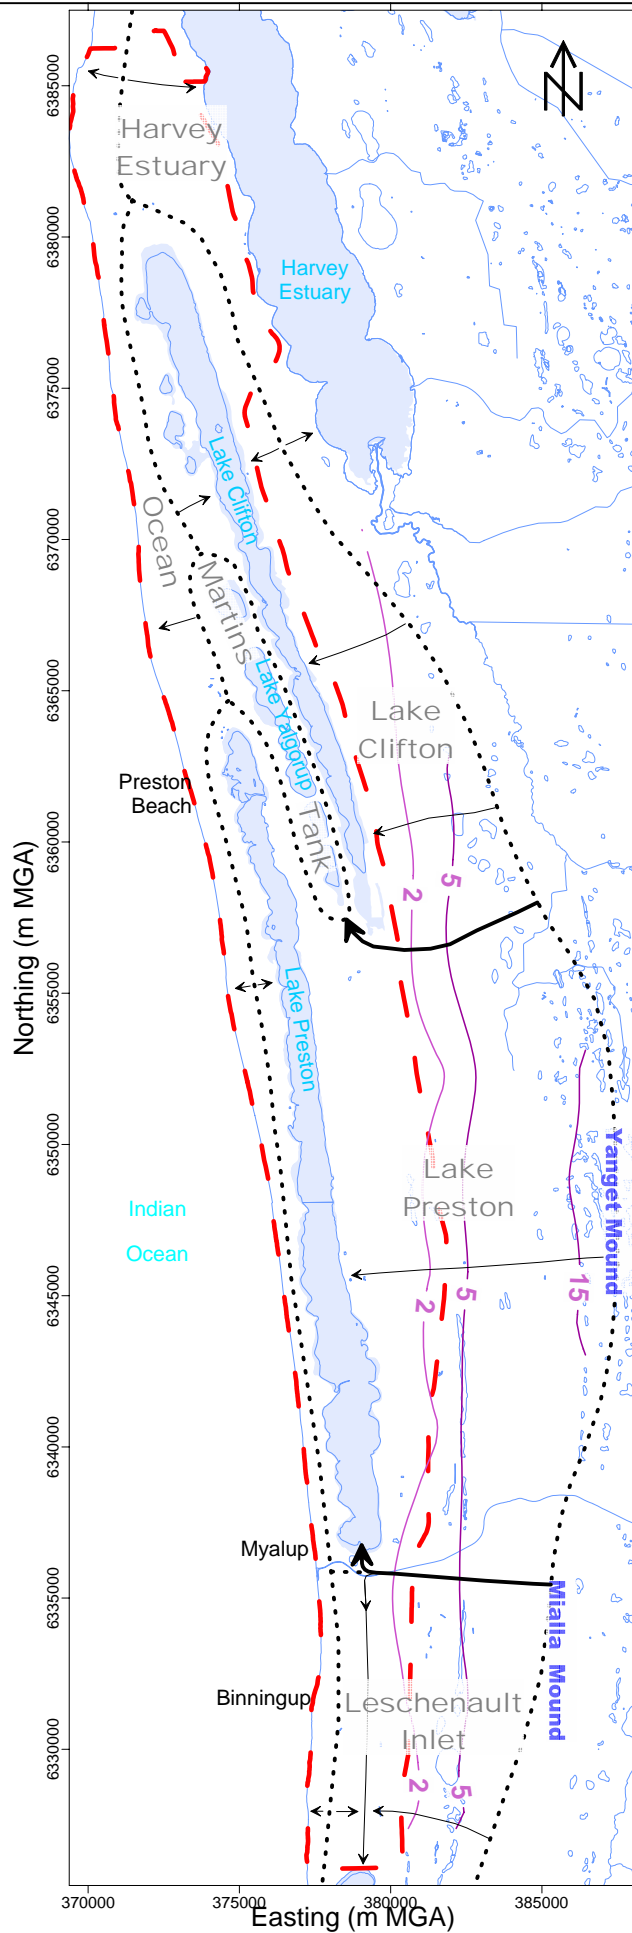 N
6385000
Harvey
Estuary
6380000
Harvey
Estuary
6375000
Lake Clifton
Ocean
6370000
Martins
Lake Yalgorup
6365000
Lake
Clifton
Preston
Beach
Tank
6360000
Northing (m MGA)
2
5
6355000
Lake Preston
6350000
Yanget Mound
Lake
Preston
Indian
Ocean
6345000
2
5
15
6340000
Myalup
6335000
Mialla Mound
Binningup
Leschenault
Inlet
6330000
2
5
370000
375000
380000
385000
Easting (m MGA)